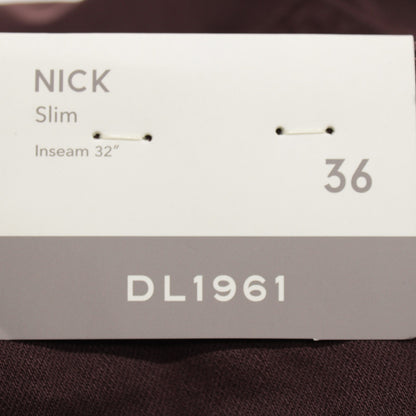 NICK
Slim
Inseam 32"
36
DL1961